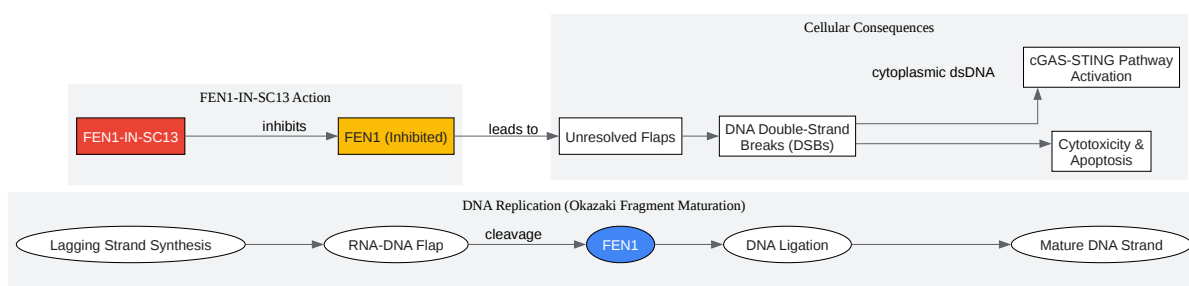 Cellular Consequences
cytoplasmic dsDNA
cGAS-STING Pathway
Activation
FEN1-IN-SC13 Action
FEN1-IN-SC13
inhibits
FEN1 (Inhibited)
leads to
Unresolved Flaps
DNA Double-Strand
Breaks (DSBs)
Cytotoxicity &
Apoptosis
DNA Replication (Okazaki Fragment Maturation)
Lagging Strand Synthesis
RNA-DNA Flap
cleavage
FEN1
DNA Ligation
Mature DNA Strand